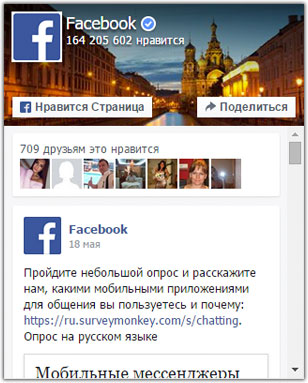 Facebook
164 205 602 нравится
Нравится Страница
Поделиться
709 друзьям это нравится
Facebook
18 мая
Пройдите небольшой опрос и расскажите
нам, какими мобильными приложениями
для общения вы пользуетесь и почему:
https://ru.surveymonkey.com/s/chatting.
Опрос на русском языке
Мобильные мессенджеры